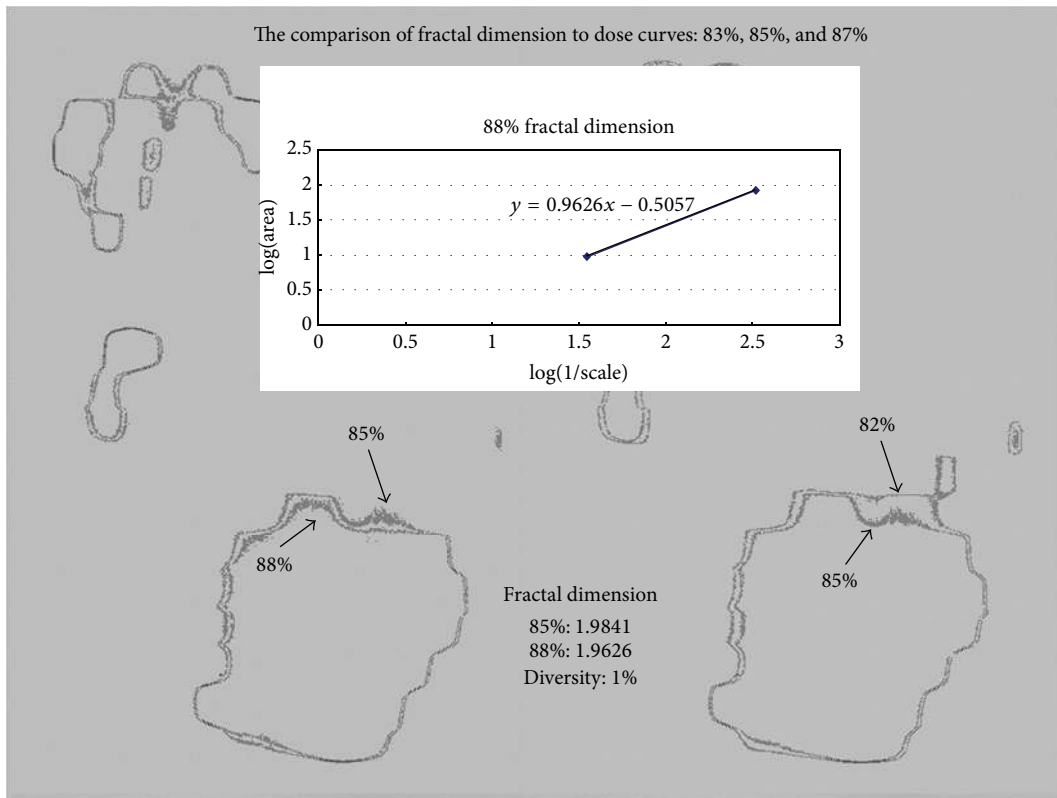 The comparison of fractal dimension to dose curves: 83%, 85%, and 87%
88% fractal dimension
2.5
2
1.5
1
0.5
0
log(area)
y = 0.9626x − 0.5057
0 0.5 1 1.5 2 2.5 3
log(1/scale)
85%
88%
82%
85%
Fractal dimension
85%: 1.9841
88%: 1.9626
Diversity: 1%